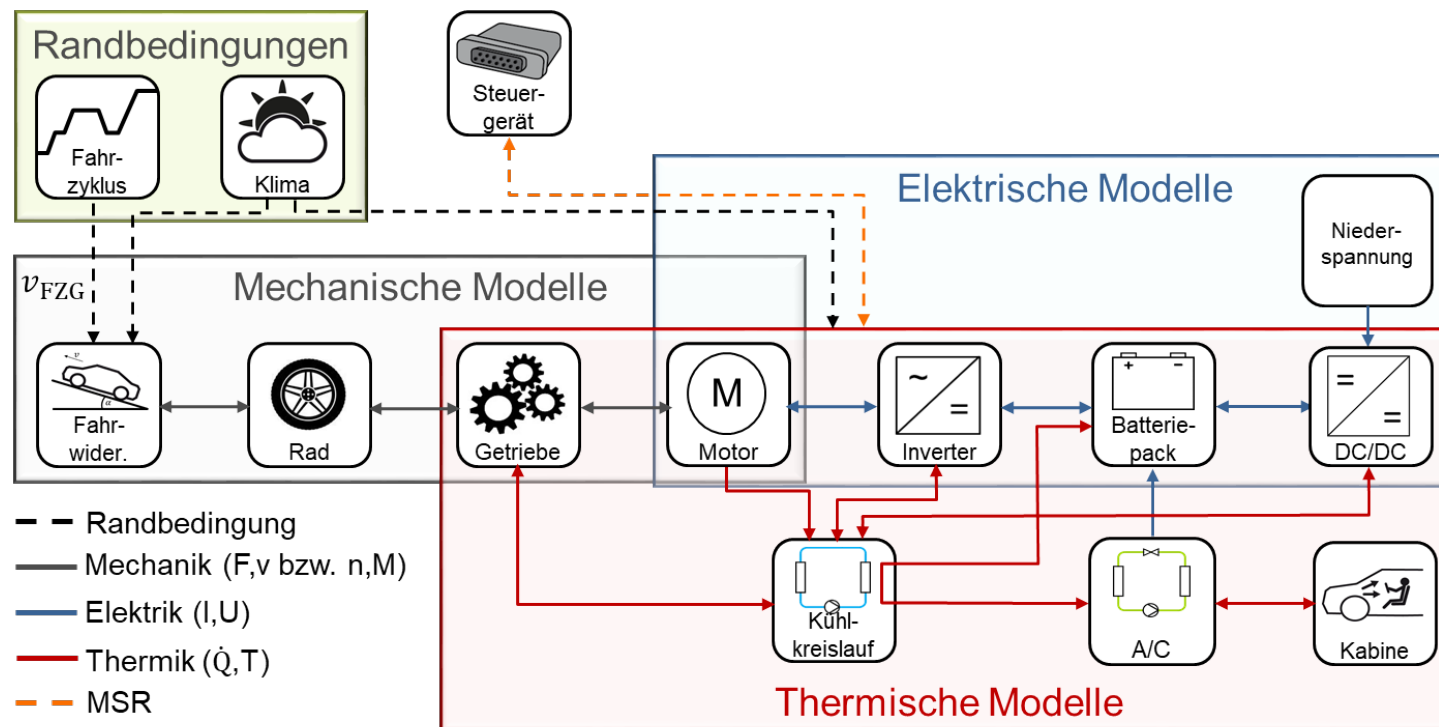 Randbedingungen
Fahr-
zyklus
Klima
Steuer-
gerät
Elektrische Modelle
Nieder-
spannung
Mechanische Modelle
v_FZG
v
α
Fahr-
wider.
Rad
Getriebe
M
Motor
~
=
Inverter
+ −
Batterie-
pack
=
=
DC/DC
Randbedingung
Mechanik (F,v bzw. n,M)
Elektrik (I,U)
Thermik (Q̇,T)
MSR
Kühl-
kreislauf
A/C
Kabine
Thermische Modelle